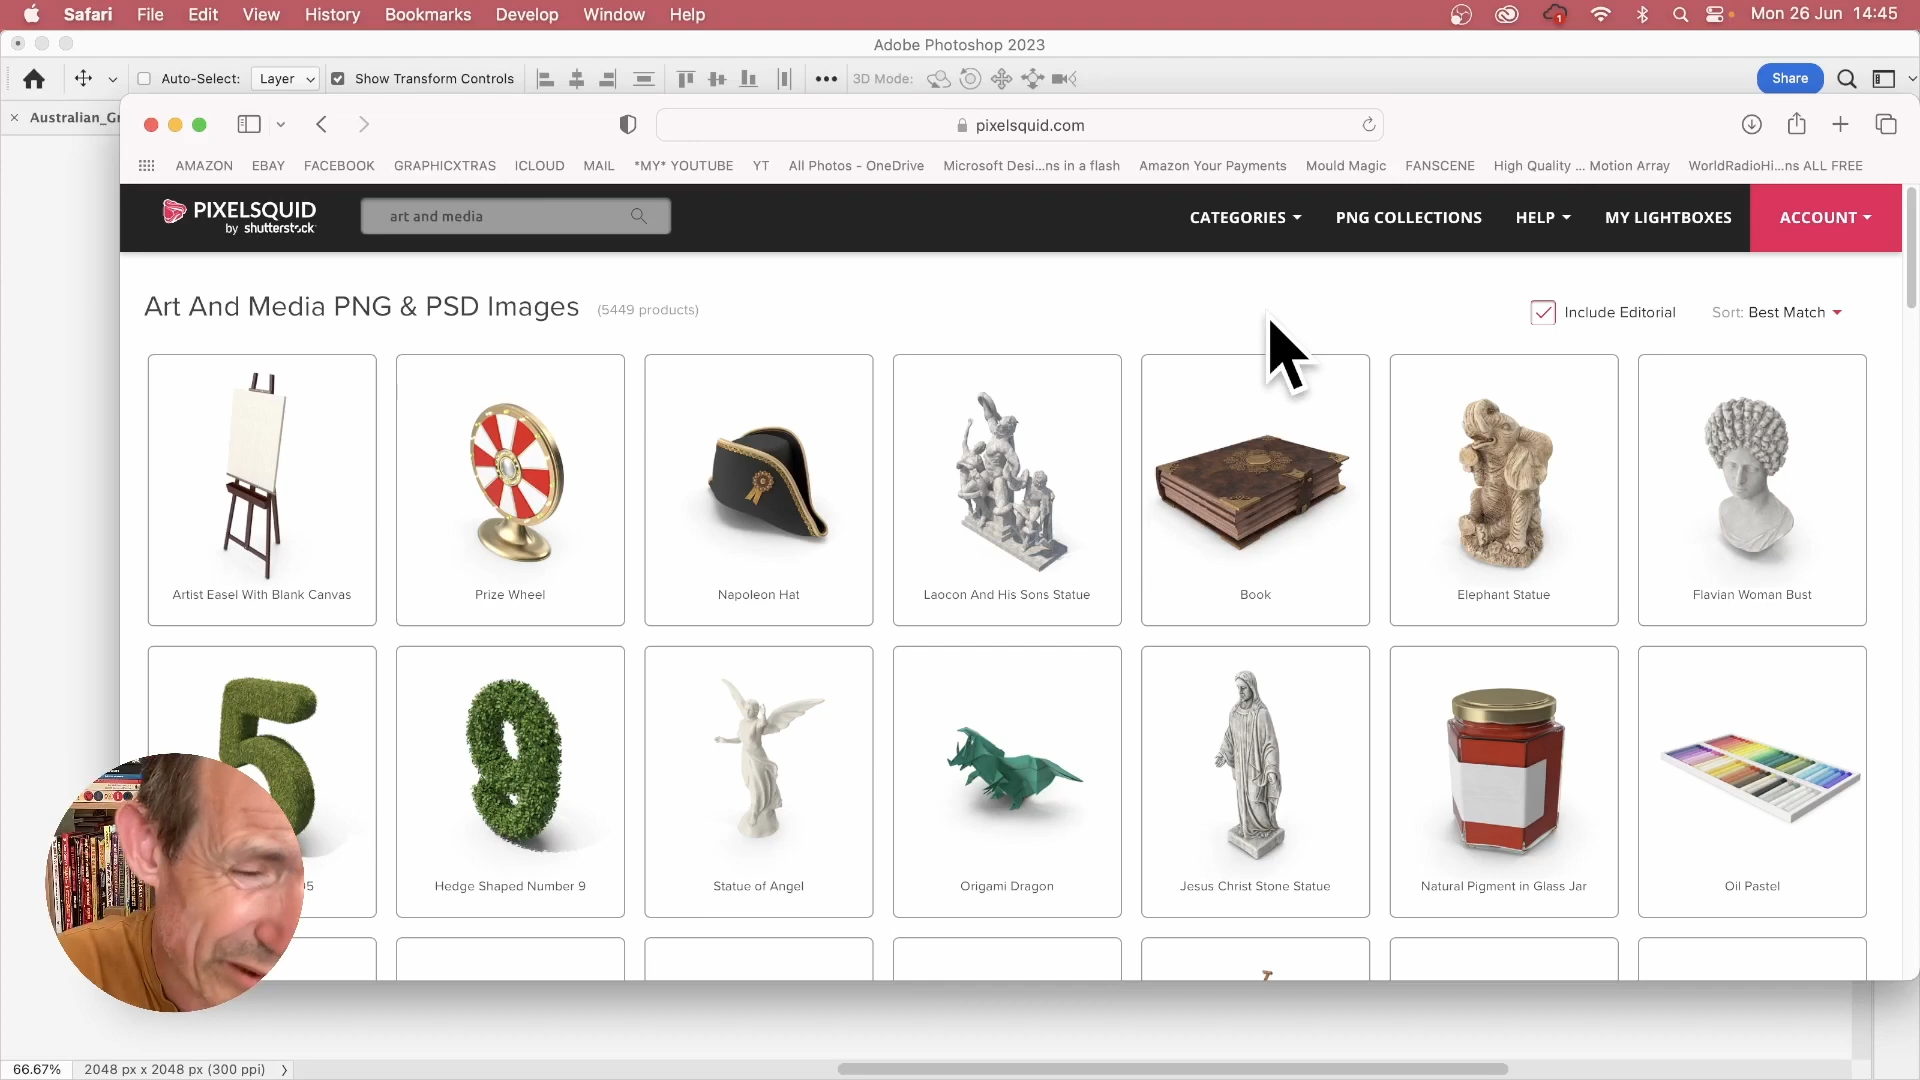 Safari File Edit View History Bookmarks Develop Window Help
1
Mon 26 Jun 14:45
Adobe Photoshop 2023
Auto-Select: Layer Show Transform Controls 3D Mode: Share
× Australian_Gr
pixelsquid.com
AMAZON EBAY FACEBOOK GRAPHICXTRAS ICLOUD MAIL *MY* YOUTUBE YT All Photos - OneDrive Microsoft Desi...ns in a flash Amazon Your Payments Mould Magic FANSCENE High Quality ... Motion Array WorldRadioHi...ns ALL FREE
PIXELSQUID
by shutterstock
art and media
CATEGORIES PNG COLLECTIONS HELP MY LIGHTBOXES ACCOUNT
Art And Media PNG & PSD Images (5449 products)
Include Editorial Sort: Best Match
Artist Easel With Blank Canvas
Prize Wheel
Napoleon Hat
Laocon And His Sons Statue
Book
Elephant Statue
Flavian Woman Bust
5
Hedge Shaped Number 9
Statue of Angel
Origami Dragon
Jesus Christ Stone Statue
Natural Pigment in Glass Jar
Oil Pastel
66.67% 2048 px x 2048 px (300 ppi)